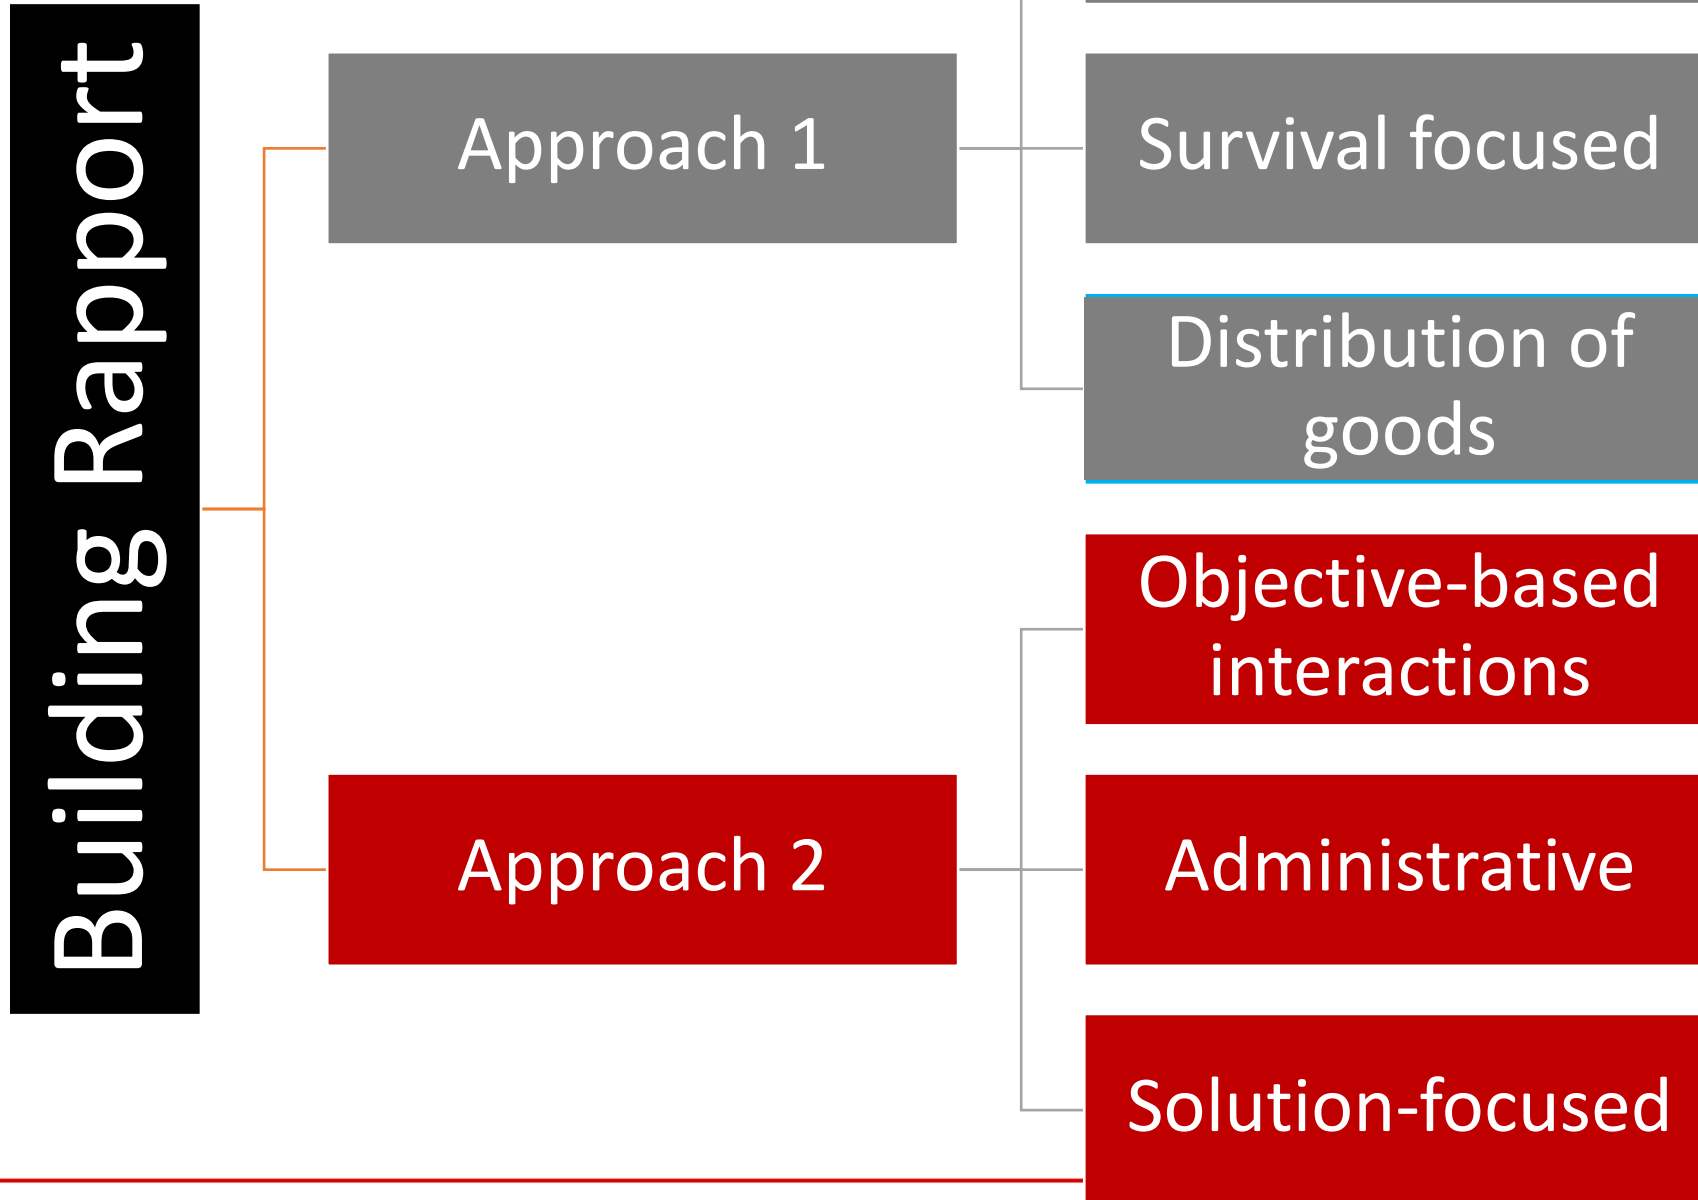 Building Rapport
Approach 1
Survival focused
Distribution of
goods
Objective-based
interactions
Approach 2
Administrative
Solution-focused